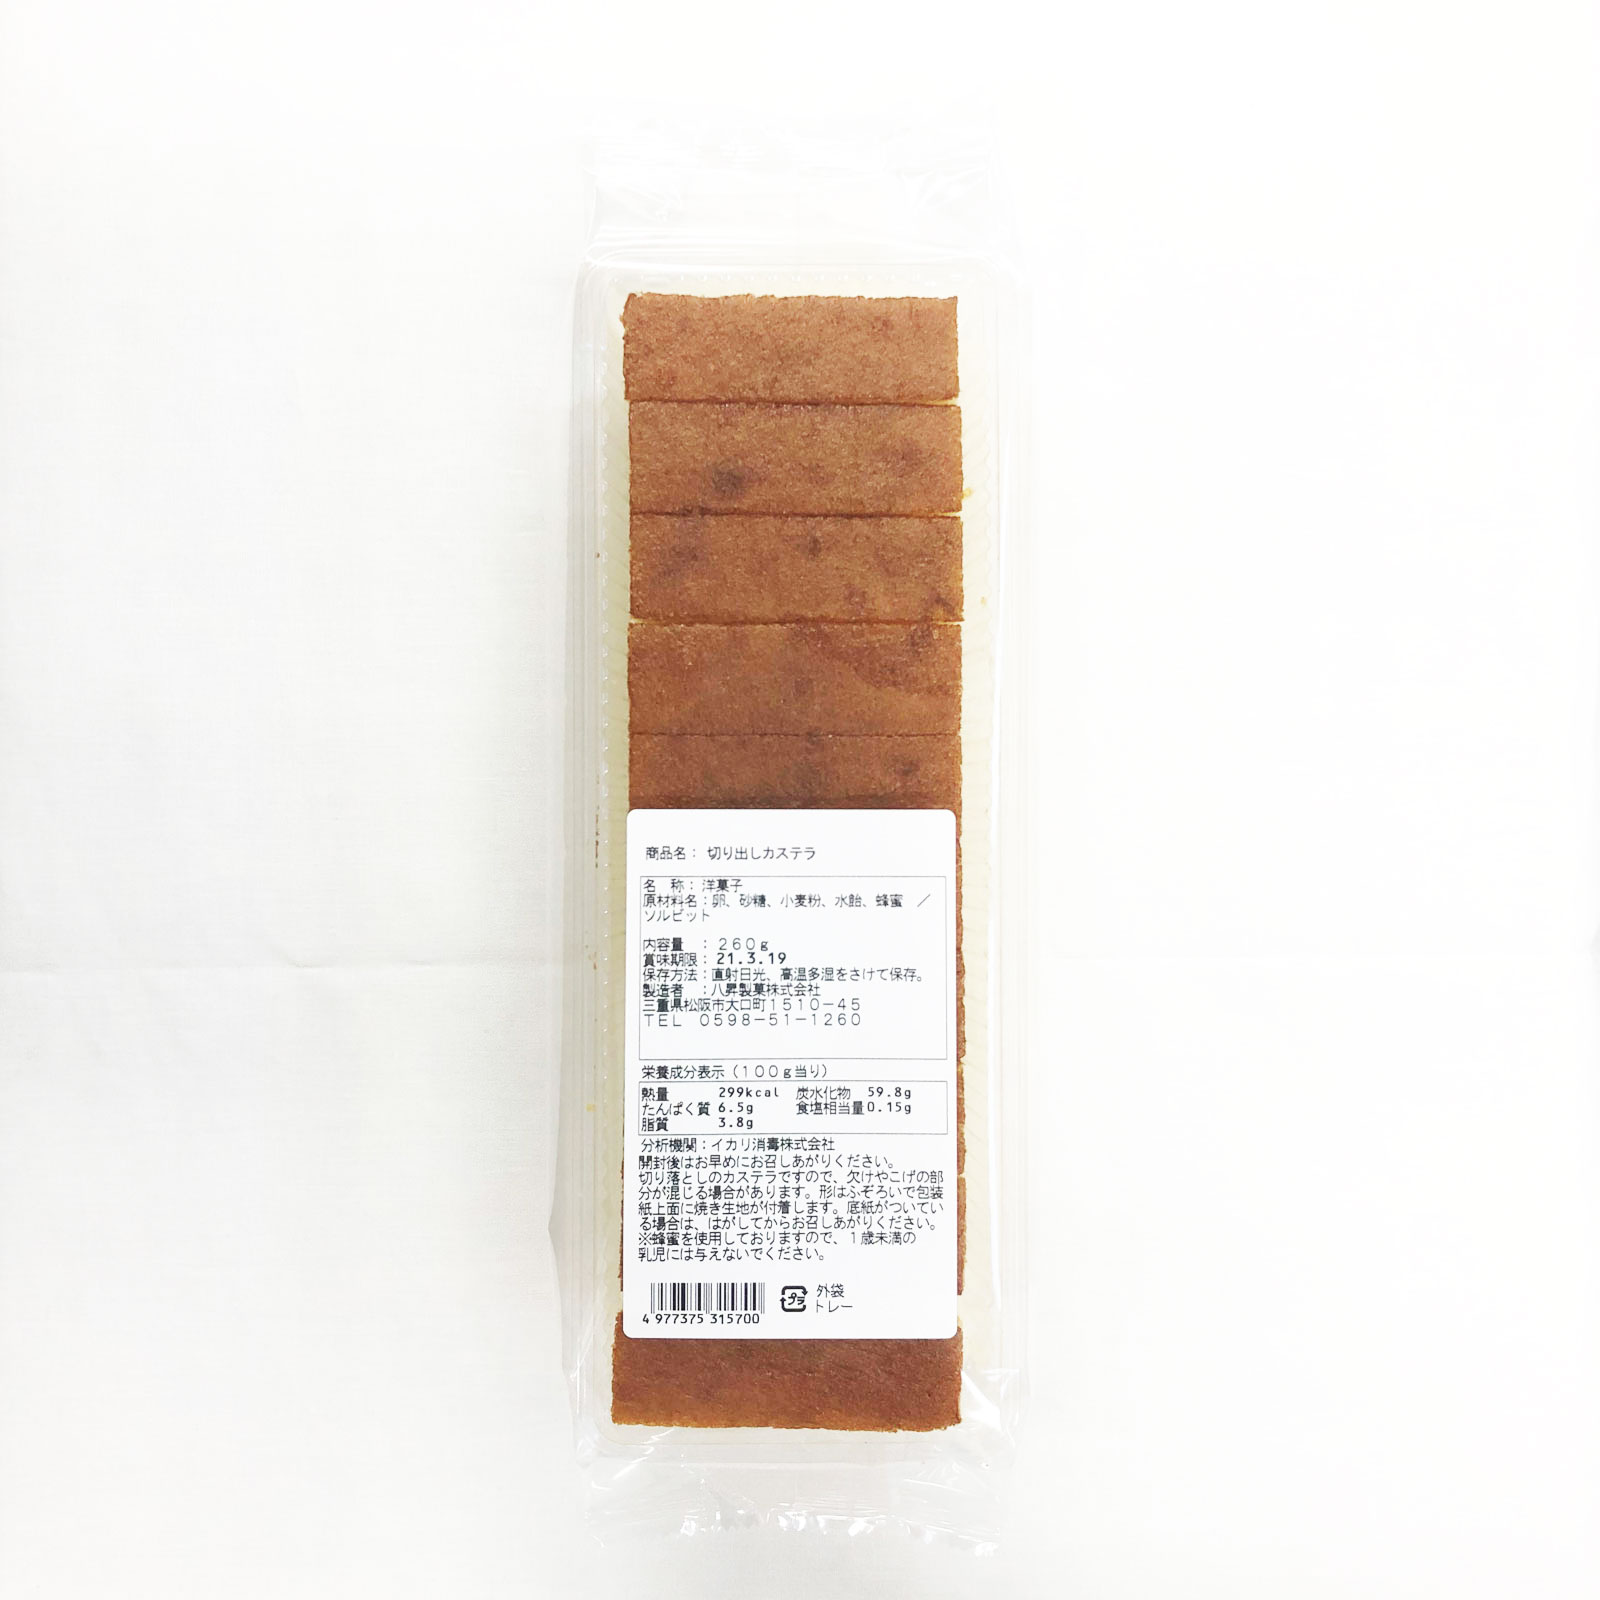 商品名： 切り出しカステラ
名　称：洋菓子
原材料名：卵、砂糖、小麦粉、水飴、蜂蜜　／
ソルビット
内容量　：２６０ｇ
賞味期限：21.3.19
保存方法：直射日光、高温多湿をさけて保存。
製造者　：八昇製菓株式会社
三重県松阪市大口町１５１０－４５
ＴＥＬ　０５９８－５１－１２６０
栄養成分表示（１００ｇ当り）
熱量　299kcal　炭水化物　59.8g
たんぱく質 6.5g　食塩相当量0.15g
脂質　3.8g
分析機関：イカリ消毒株式会社
開封後はお早めにお召しあがりください。
切り落としのカステラですので、欠けやこげの部
分が混じる場合があります。形はふぞろいで包装
紙上面に焼き生地が付着します。底紙がついてい
る場合は、はがしてからお召しあがりください。
※蜂蜜を使用しておりますので、１歳未満の
乳児には与えないでください。
プラ 外袋
トレー
4 977375 315700